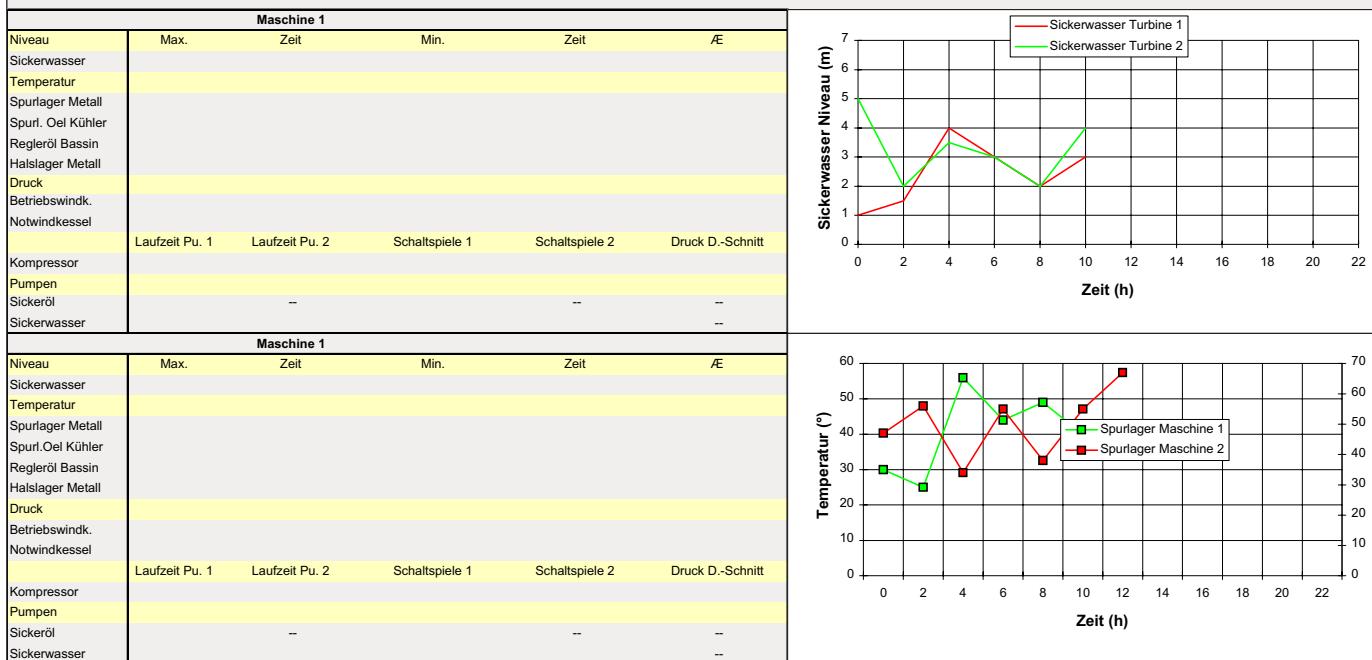 Maschine 1
Niveau Max. Zeit Min. Zeit Æ
Sickerwasser
Temperatur
Spurlager Metall
Spurl. Oel Kühler
Regleröl Bassin
Halslager Metall
Druck
Betriebswindk.
Notwindkessel
Laufzeit Pu. 1 Laufzeit Pu. 2 Schaltspiele 1 Schaltspiele 2 Druck D.-Schnitt
Kompressor
Pumpen
Sickeröl -- -- --
Sickerwasser --
Sickerwasser Turbine 1
Sickerwasser Turbine 2
Sickerwasser Niveau (m)
7
6
5
4
3
2
1
0
0 2 4 6 8 10 12 14 16 18 20 22
Zeit (h)
Maschine 1
Niveau Max. Zeit Min. Zeit Æ
Sickerwasser
Temperatur
Spurlager Metall
Spurl.Oel Kühler
Regleröl Bassin
Halslager Metall
Druck
Betriebswindk.
Notwindkessel
Laufzeit Pu. 1 Laufzeit Pu. 2 Schaltspiele 1 Schaltspiele 2 Druck D.-Schnitt
Kompressor
Pumpen
Sickeröl -- -- --
Sickerwasser --
Temperatur (°)
60
50
40
30
20
10
0
Spurlager Maschine 1
Spurlager Maschine 2
70
60
50
40
30
20
10
0
0 2 4 6 8 10 12 14 16 18 20 22
Zeit (h)